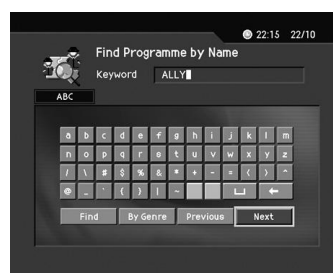 22:15 22/10
Find Programme by Name
Keyword ALLY
ABC
a b c d e f g h i j k l m
n o p q r s t u v w x y z
/ \ # $ % & * + - = < > ^
@ _ ` { } | ~
Find By Genre Previous Next